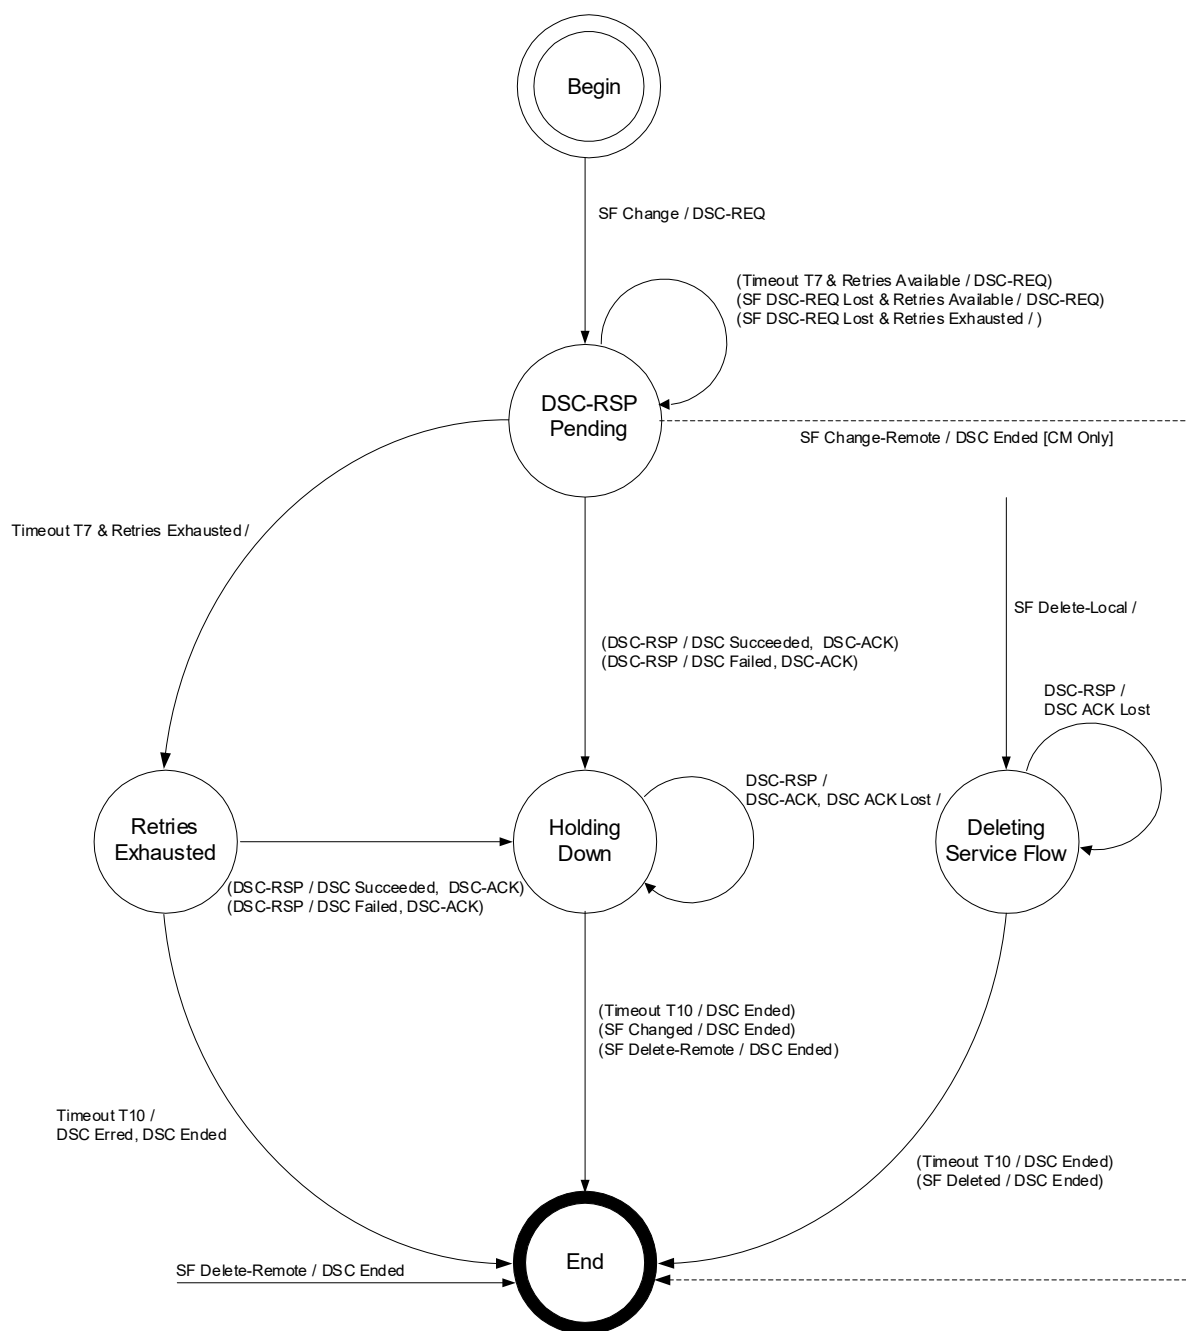 Begin
SF Change / DSC-REQ
(Timeout T7 & Retries Available / DSC-REQ)
(SF DSC-REQ Lost & Retries Available / DSC-REQ)
(SF DSC-REQ Lost & Retries Exhausted / )
DSC-RSP
Pending
SF Change-Remote / DSC Ended [CM Only]
Timeout T7 & Retries Exhausted /
SF Delete-Local /
(DSC-RSP / DSC Succeeded, DSC-ACK)
(DSC-RSP / DSC Failed, DSC-ACK)
DSC-RSP /
DSC ACK Lost
DSC-RSP /
DSC-ACK, DSC ACK Lost /
Retries
Exhausted
Holding
Down
Deleting
Service Flow
(DSC-RSP / DSC Succeeded, DSC-ACK)
(DSC-RSP / DSC Failed, DSC-ACK)
(Timeout T10 / DSC Ended)
(SF Changed / DSC Ended)
(SF Delete-Remote / DSC Ended)
Timeout T10 /
DSC Erred, DSC Ended
(Timeout T10 / DSC Ended)
(SF Deleted / DSC Ended)
End
SF Delete-Remote / DSC Ended